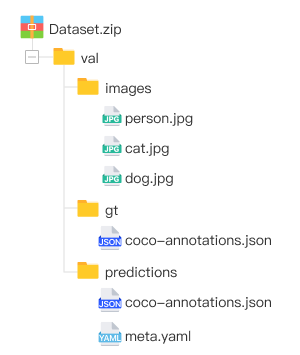 Dataset.zip
val
images
JPG person.jpg
JPG cat.jpg
JPG dog.jpg
gt
JSON coco-annotations.json
predictions
JSON coco-annotations.json
YAML meta.yaml